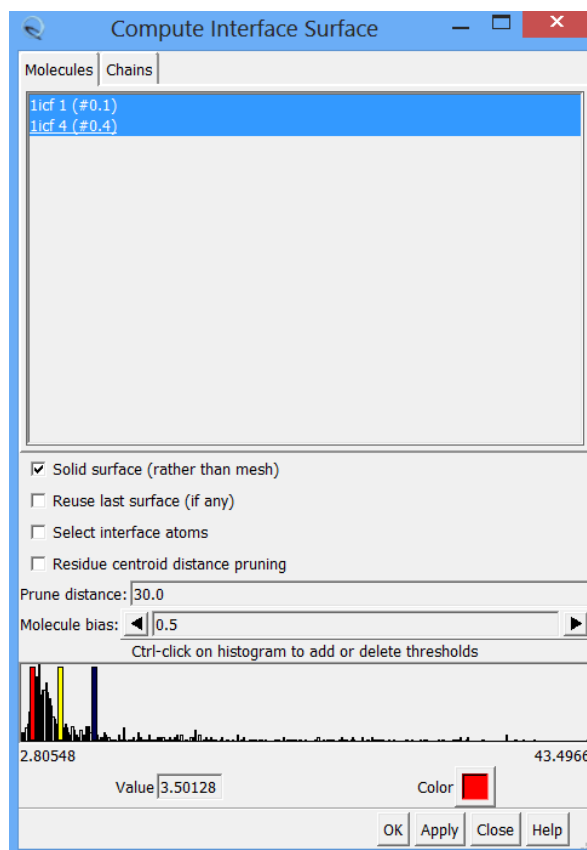 Compute Interface Surface
Molecules Chains
1icf 1 (#0.1)
1icf 4 (#0.4)
Solid surface (rather than mesh)
Reuse last surface (if any)
Select interface atoms
Residue centroid distance pruning
Prune distance: 30.0
Molecule bias: 0.5
Ctrl-click on histogram to add or delete thresholds
2.80548 43.4966
Value 3.50128 Color
OK Apply Close Help